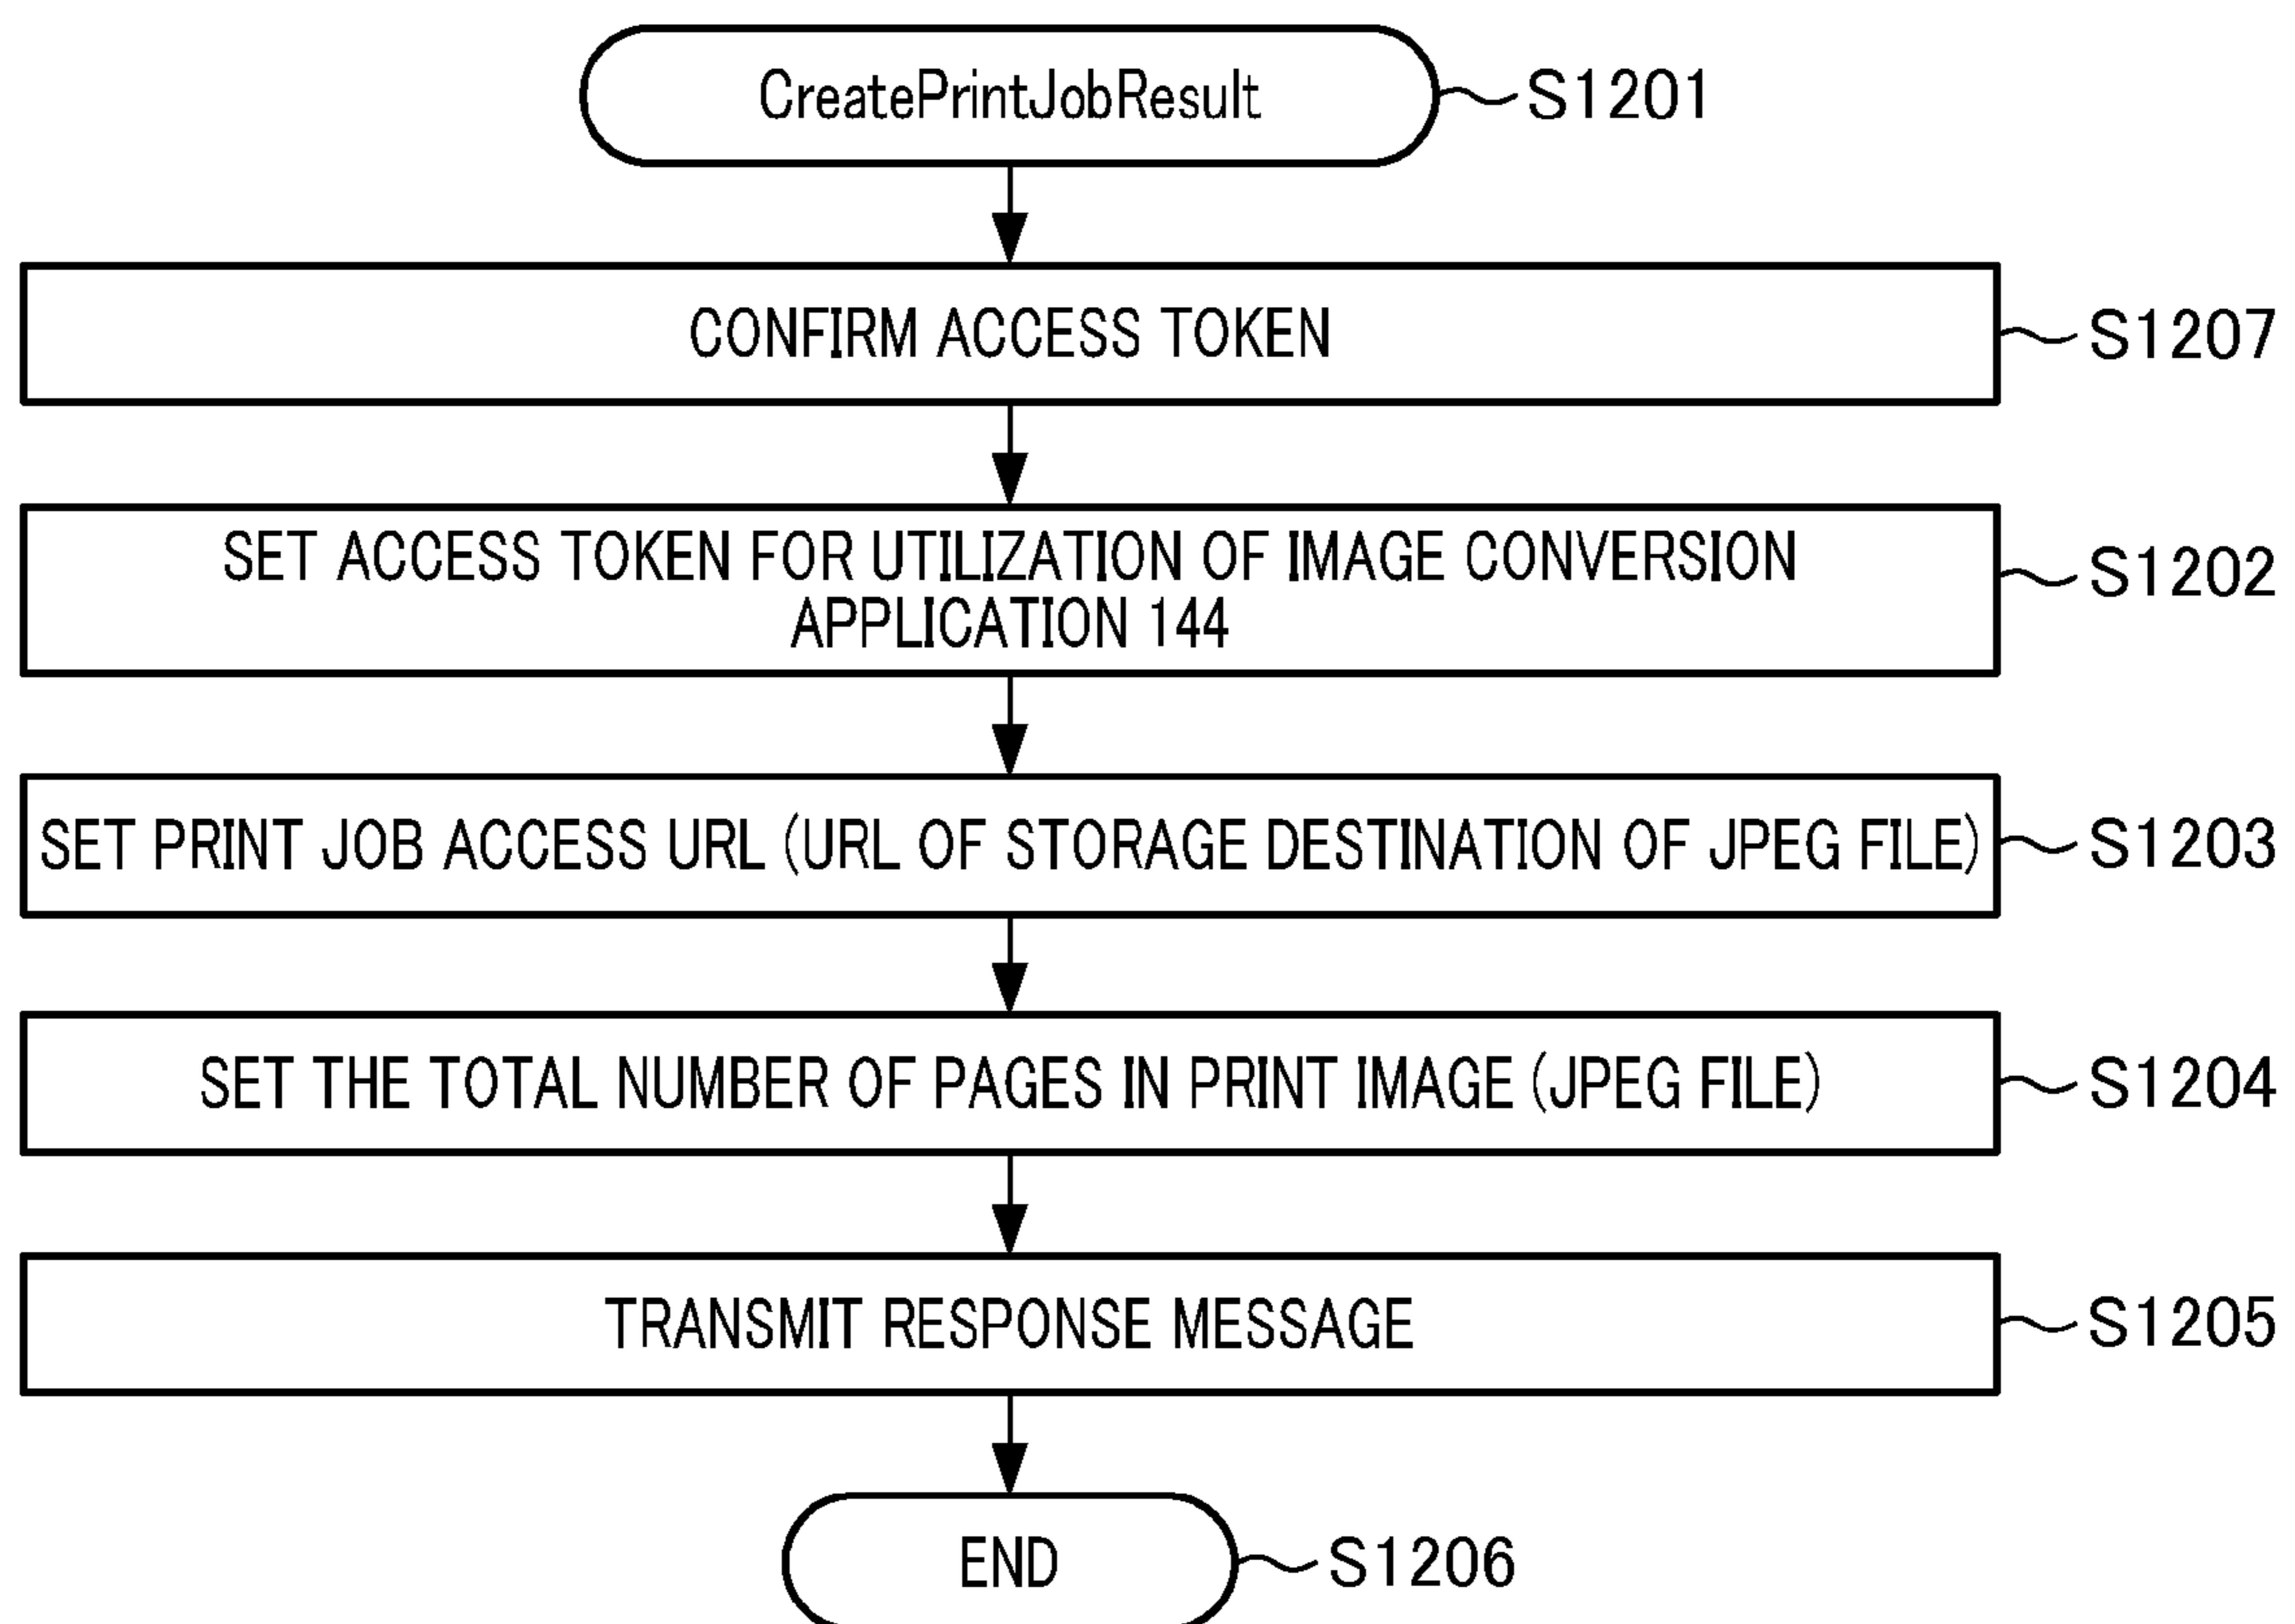 CreatePrintJobResult
S1201
CONFIRM ACCESS TOKEN
S1207
SET ACCESS TOKEN FOR UTILIZATION OF IMAGE CONVERSION
APPLICATION 144
S1202
SET PRINT JOB ACCESS URL (URL OF STORAGE DESTINATION OF JPEG FILE)
S1203
SET THE TOTAL NUMBER OF PAGES IN PRINT IMAGE (JPEG FILE)
S1204
TRANSMIT RESPONSE MESSAGE
S1205
END
S1206